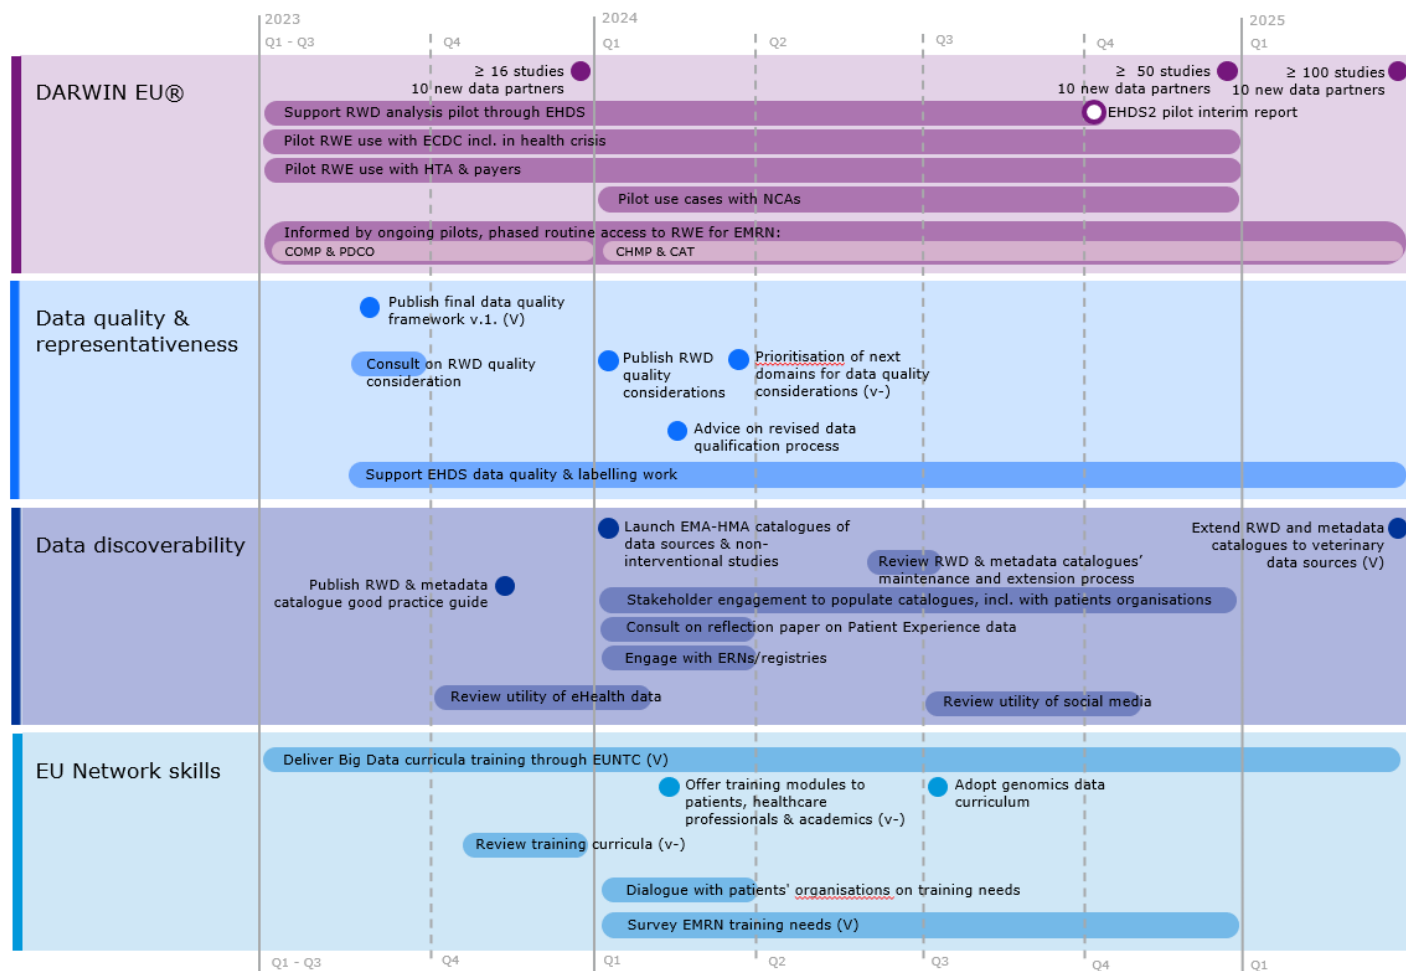 2023
2024
2025
Q1 - Q3
Q4
Q1
Q2
Q3
Q4
Q1
DARWIN EU®
≥ 16 studies
10 new data partners
≥ 50 studies
10 new data partners
≥ 100 studies
10 new data partners
Support RWD analysis pilot through EHDS
EHDS2 pilot interim report
Pilot RWE use with ECDC incl. in health crisis
Pilot RWE use with HTA & payers
Pilot use cases with NCAs
Informed by ongoing pilots, phased routine access to RWE for EMRN:
COMP & PDCO
CHMP & CAT
Data quality &
representativeness
Publish final data quality
framework v.1. (V)
Consult on RWD quality
consideration
Publish RWD
quality
considerations
Prioritisation of next
domains for data quality
considerations (v-)
Advice on revised data
qualification process
Support EHDS data quality & labelling work
Data discoverability
Launch EMA-HMA catalogues of
data sources & non-
interventional studies
Extend RWD and metadata
catalogues to veterinary
data sources (V)
Review RWD & metadata catalogues’
maintenance and extension process
Publish RWD & metadata
catalogue good practice guide
Stakeholder engagement to populate catalogues, incl. with patients organisations
Consult on reflection paper on Patient Experience data
Engage with ERNs/registries
Review utility of eHealth data
Review utility of social media
EU Network skills
Deliver Big Data curricula training through EUNTC (V)
Offer training modules to
patients, healthcare
professionals & academics (v-)
Adopt genomics data
curriculum
Review training curricula (v-)
Dialogue with patients' organisations on training needs
Survey EMRN training needs (V)
Q1 - Q3
Q4
Q1
Q2
Q3
Q4
Q1